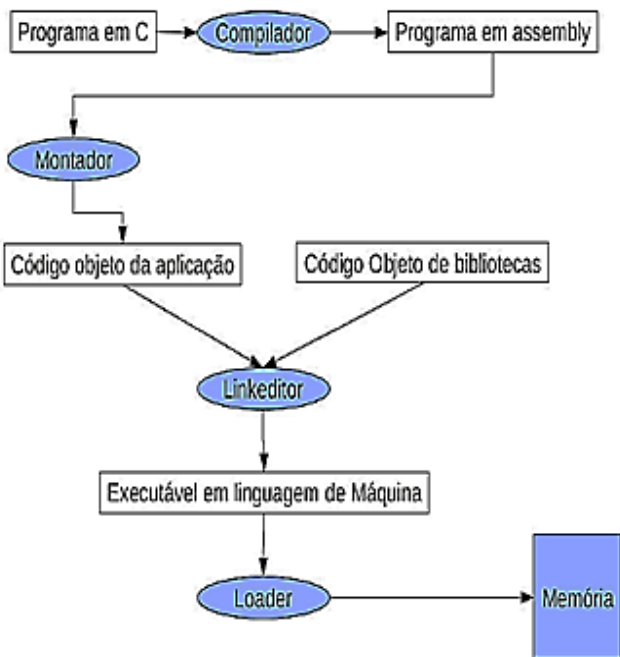 Programa em C
Compilador
Programa em assembly
Montador
Código objeto da aplicação
Código Objeto de bibliotecas
Linkeditor
Executável em linguagem de Máquina
Loader
Memória